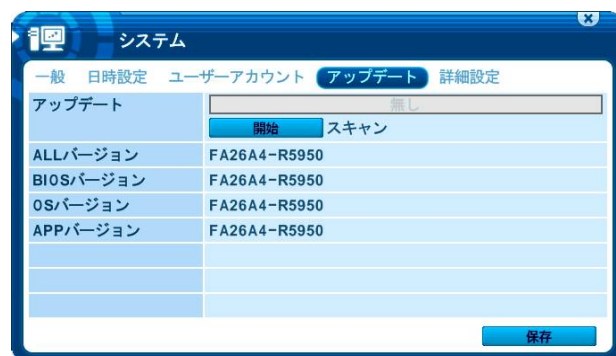 システム
一般 日時設定 ユーザーアカウント アップデート 詳細設定
アップデート 無し
開始 スキャン
ALLバージョン FA26A4-R5950
BIOSバージョン FA26A4-R5950
OSバージョン FA26A4-R5950
APPバージョン FA26A4-R5950
保存